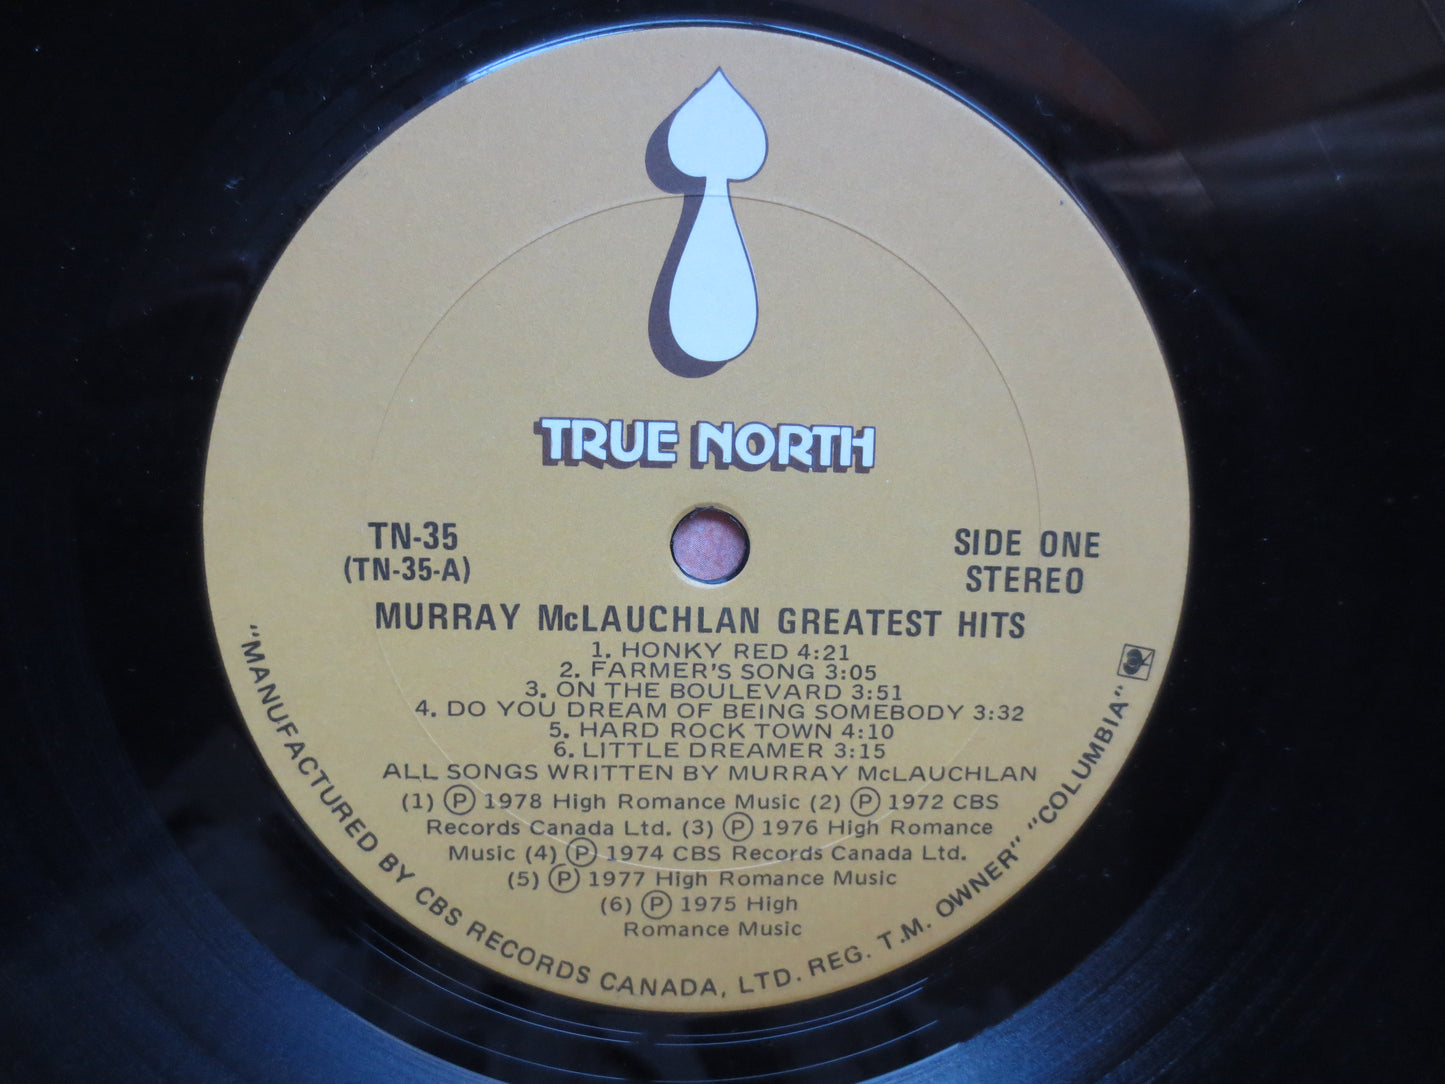 TRUE NORTH
TN-35
(TN-35-A)
SIDE ONE
STEREO
MURRAY McLAUCHLAN GREATEST HITS
1. HONKY RED 4:21
2. FARMER'S SONG 3:05
3. ON THE BOULEVARD 3:51
4. DO YOU DREAM OF BEING SOMEBODY 3:32
5. HARD ROCK TOWN 4:10
6. LITTLE DREAMER 3:15
ALL SONGS WRITTEN BY MURRAY McLAUCHLAN
(1) Ⓟ 1978 High Romance Music (2) Ⓟ 1972 CBS
Records Canada Ltd. (3) Ⓟ 1976 High Romance
Music (4) Ⓟ 1974 CBS Records Canada Ltd.
(5) Ⓟ 1977 High Romance Music
(6) Ⓟ 1975 High
Romance Music
"MANUFACTURED BY CBS RECORDS CANADA, LTD. REG. T.M. OWNER" "COLUMBIA"